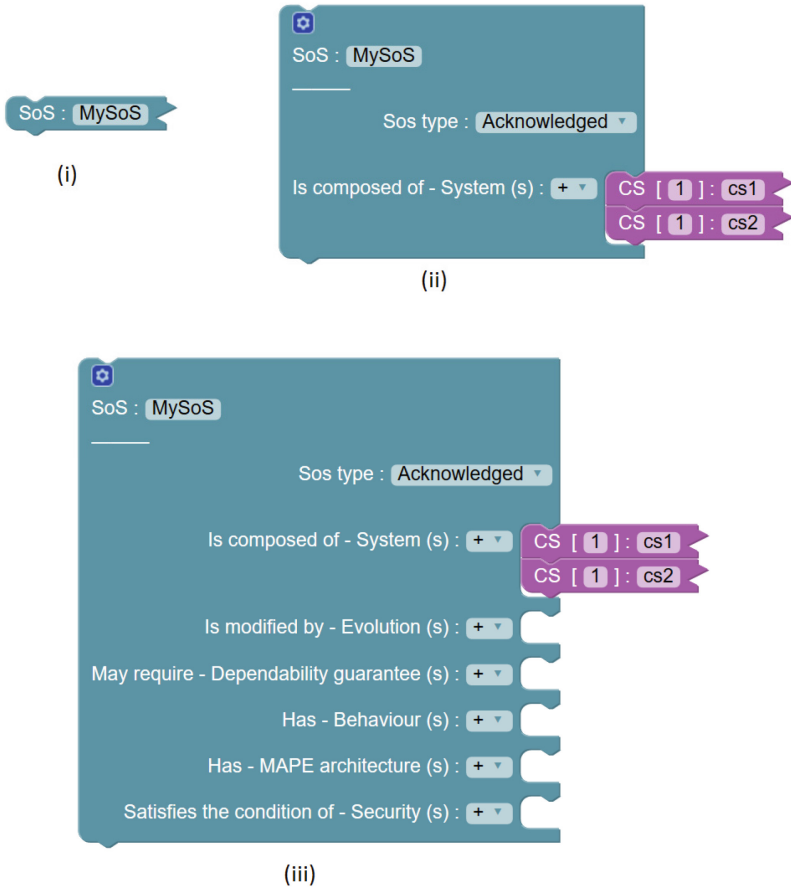 SoS : MySoS
(i)
SoS : MySoS
Sos type : Acknowledged
Is composed of - System (s) : +
CS [ 1 ] : cs1
CS [ 1 ] : cs2
(ii)
SoS : MySoS
Sos type : Acknowledged
Is composed of - System (s) : +
CS [ 1 ] : cs1
CS [ 1 ] : cs2
Is modified by - Evolution (s) : +
May require - Dependability guarantee (s) : +
Has - Behaviour (s) : +
Has - MAPE architecture (s) : +
Satisfies the condition of - Security (s) : +
(iii)